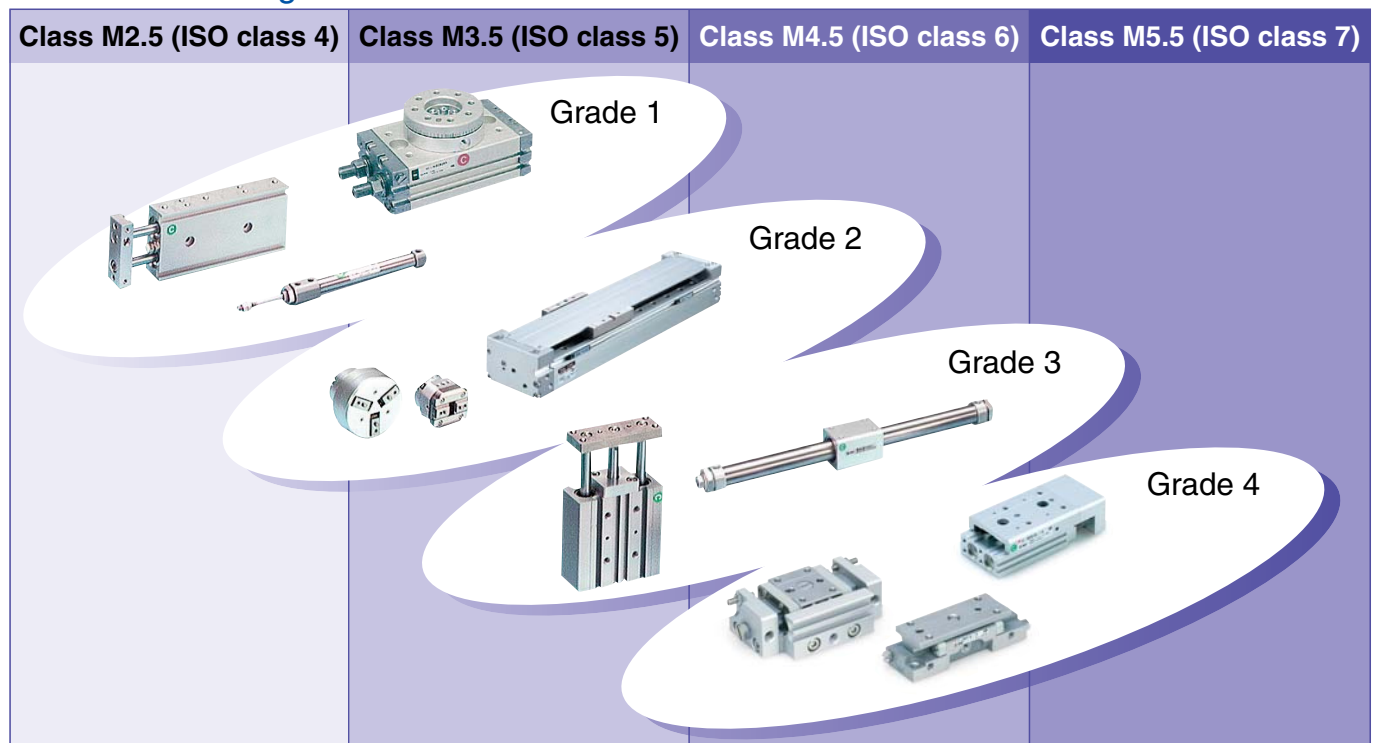 Class M2.5 (ISO class 4) Class M3.5 (ISO class 5) Class M4.5 (ISO class 6) Class M5.5 (ISO class 7)
Grade 1
Grade 2
Grade 3
Grade 4